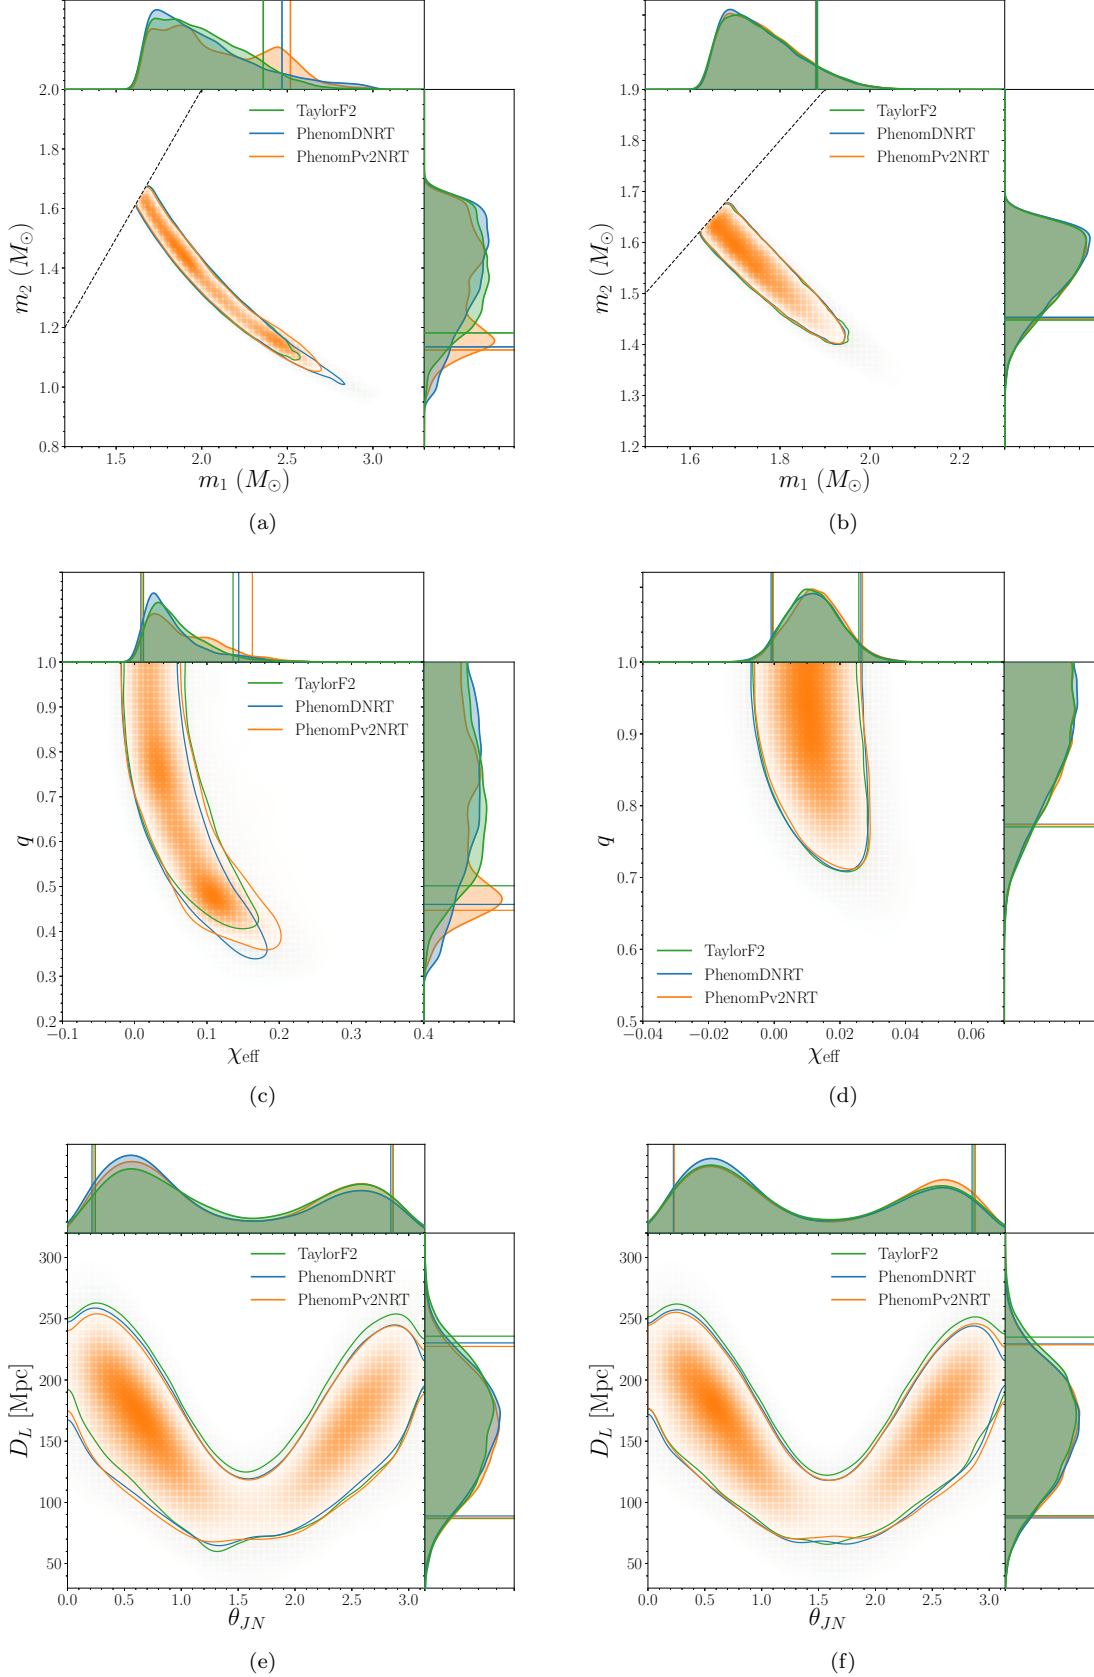 2.0
1.8
1.6
1.4
1.2
1.0
0.8
m₂ (M⊙)
1.5
2.0
2.5
3.0
m₁ (M⊙)
TaylorF2
PhenomDNRT
PhenomPv2NRT
(a)
1.9
1.8
1.7
1.6
1.5
1.4
1.3
1.2
m₂ (M⊙)
1.6
1.8
2.0
2.2
m₁ (M⊙)
TaylorF2
PhenomDNRT
PhenomPv2NRT
(b)
1.0
0.9
0.8
0.7
0.6
0.5
0.4
0.3
0.2
q
−0.1
0.0
0.1
0.2
0.3
0.4
χeff
TaylorF2
PhenomDNRT
PhenomPv2NRT
(c)
1.0
0.9
0.8
0.7
0.6
0.5
q
−0.04
−0.02
0.00
0.02
0.04
0.06
χeff
TaylorF2
PhenomDNRT
PhenomPv2NRT
(d)
300
250
200
150
100
50
D_L [Mpc]
0.0
0.5
1.0
1.5
2.0
2.5
3.0
θ_JN
TaylorF2
PhenomDNRT
PhenomPv2NRT
(e)
300
250
200
150
100
50
D_L [Mpc]
0.0
0.5
1.0
1.5
2.0
2.5
3.0
θ_JN
TaylorF2
PhenomDNRT
PhenomPv2NRT
(f)